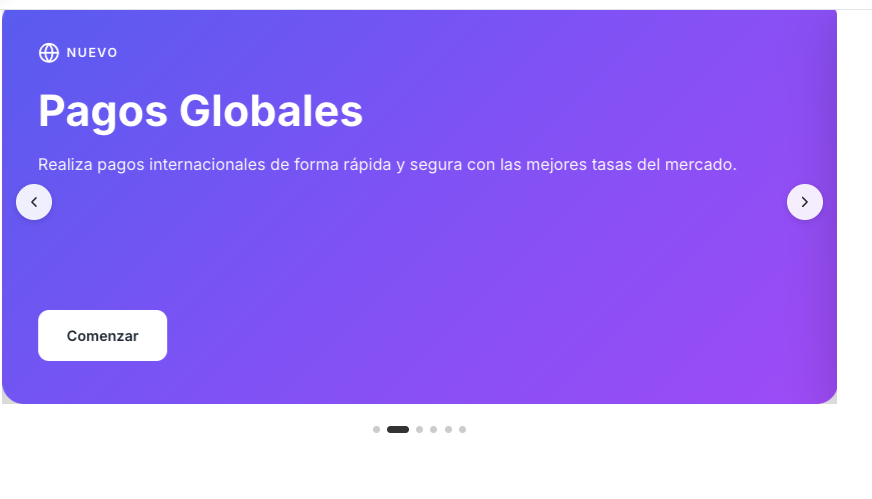 NUEVO
Pagos Globales
Realiza pagos internacionales de forma rápida y segura con las mejores tasas del mercado.
Comenzar